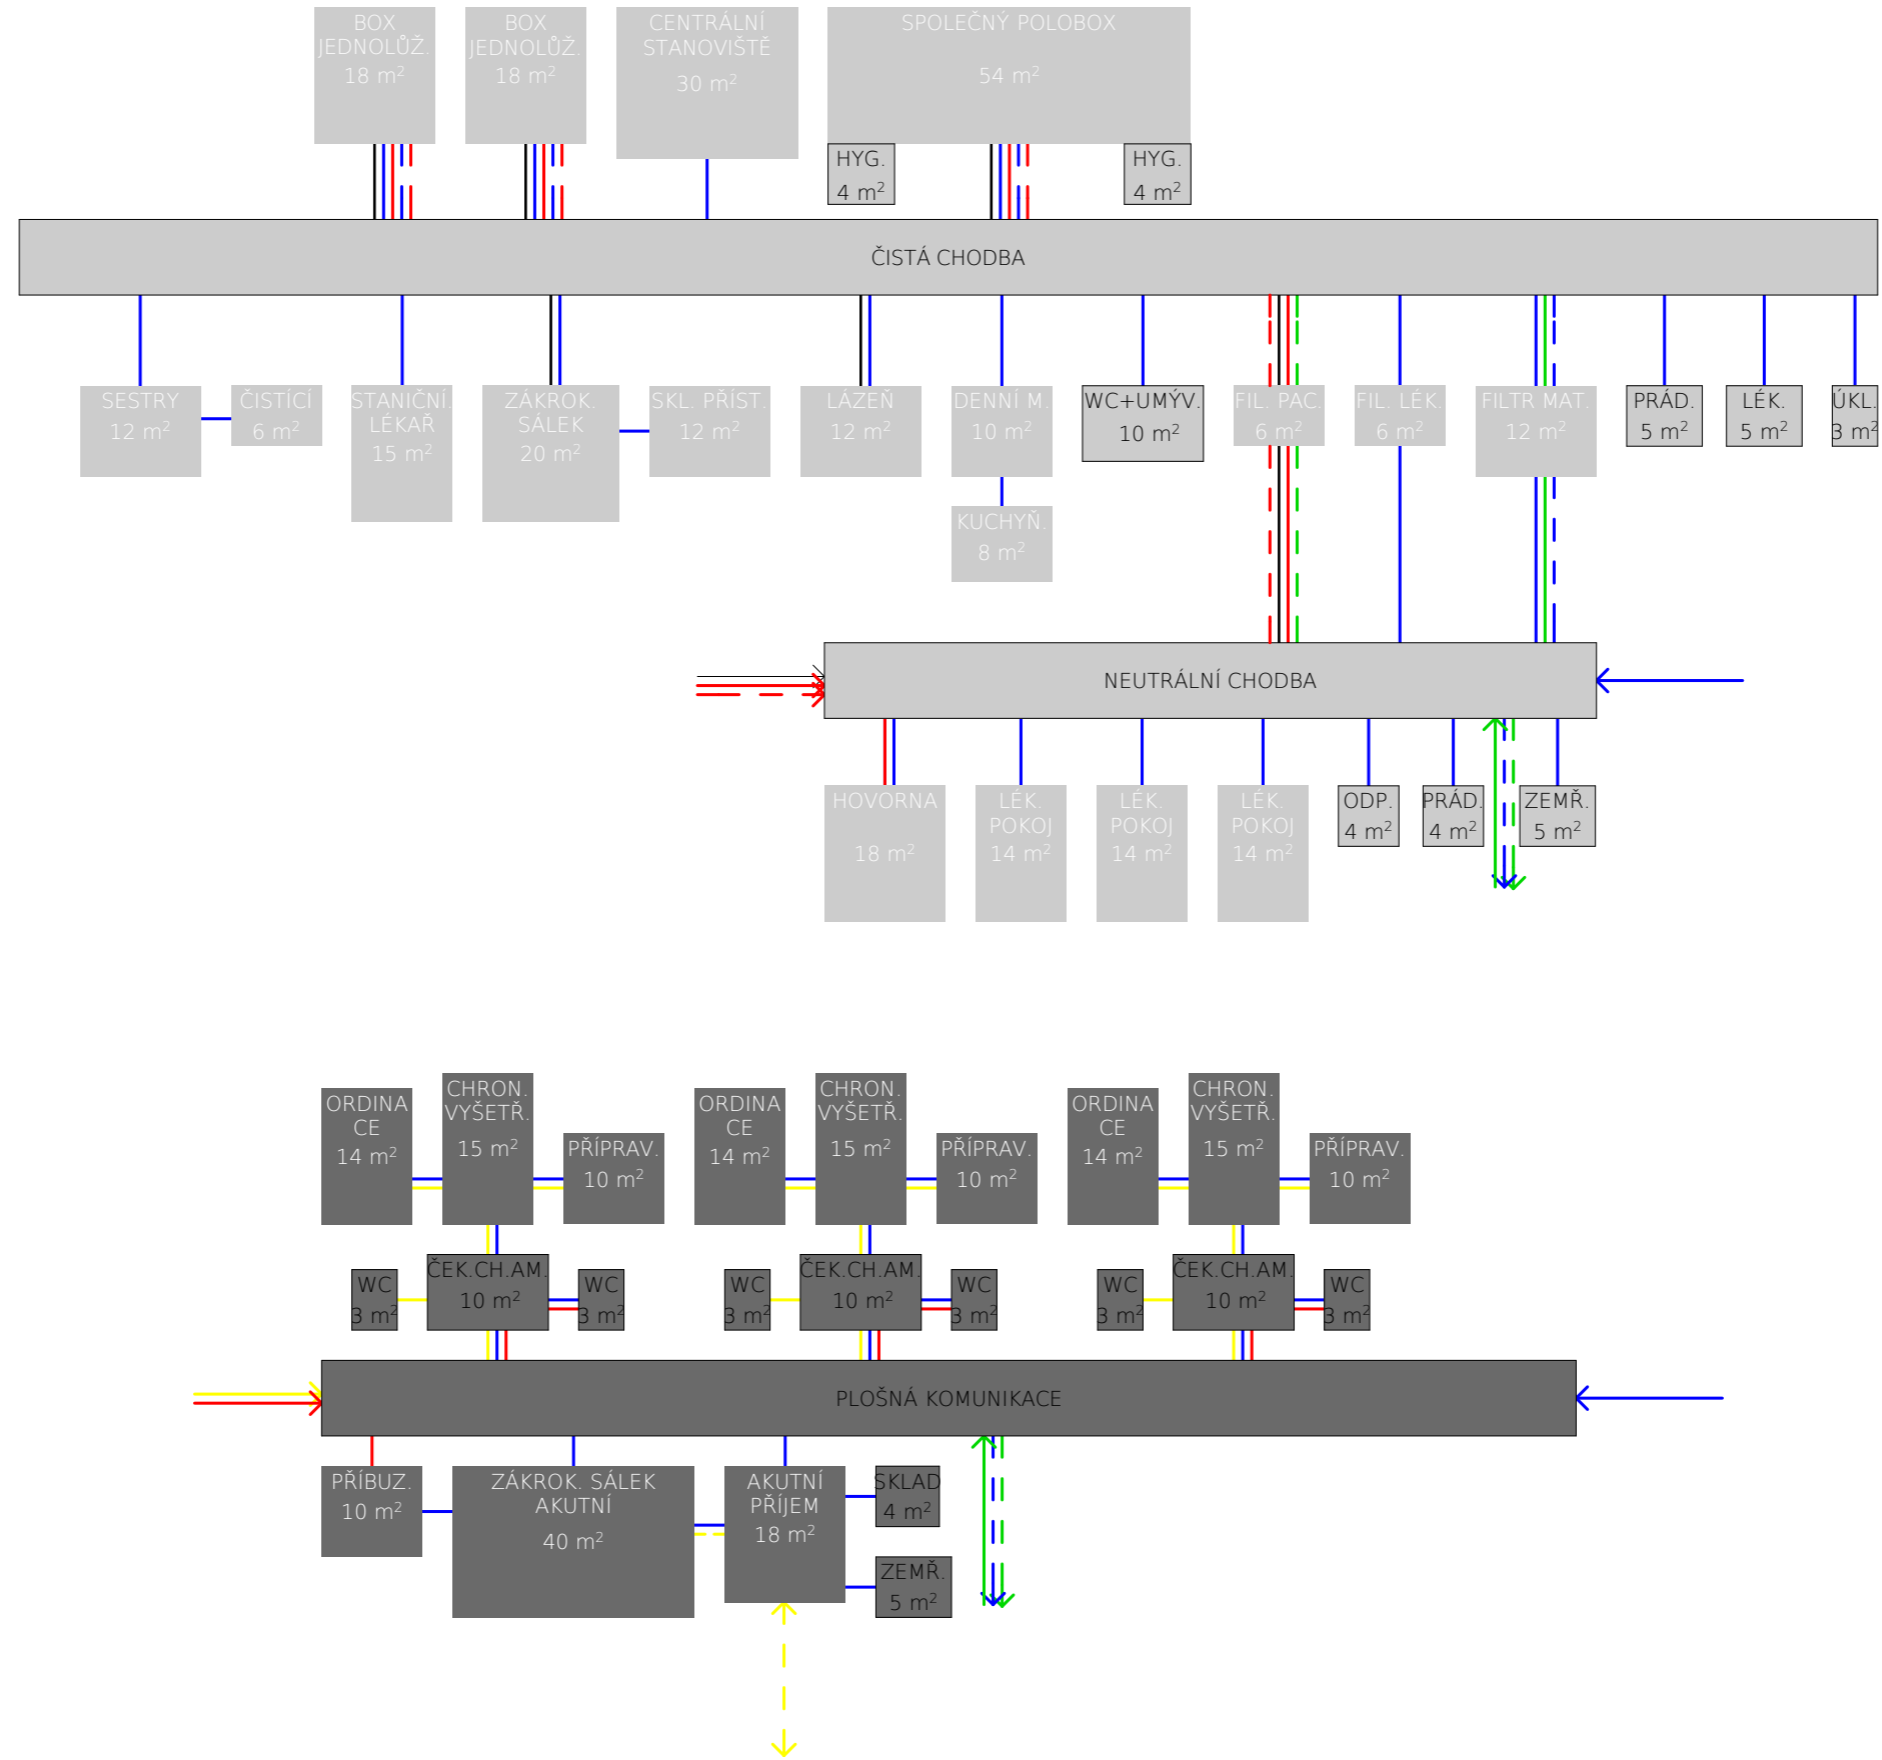 BOX
JEDNOLŮŽ.
18 m²
BOX
JEDNOLŮŽ.
18 m²
CENTRÁLNÍ
STANOVIŠTĚ
30 m²
SPOLEČNÝ POLOBOX
54 m²
HYG.
4 m²
HYG.
4 m²
ČISTÁ CHODBA
SESTRY
12 m²
ČISTÍCÍ
6 m²
STANIČNÍ.
LÉKAŘ
15 m²
ZÁKROK.
SÁLEK
20 m²
SKL. PŘÍST.
12 m²
LÁZEŇ
12 m²
DENNÍ M.
10 m²
WC+UMÝV.
10 m²
FIL. PAC.
6 m²
FIL. LÉK.
6 m²
FILTR MAT.
12 m²
PRÁD.
5 m²
LÉK.
5 m²
ÚKL.
3 m²
KUCHYŇ.
8 m²
NEUTRÁLNÍ CHODBA
HOVORNA
18 m²
LÉK.
POKOJ
14 m²
LÉK.
POKOJ
14 m²
LÉK.
POKOJ
14 m²
ODP.
4 m²
PRÁD.
4 m²
ZEMŘ.
5 m²
ORDINA
CE
14 m²
CHRON.
VYŠETŘ.
15 m²
PŘÍPRAV.
10 m²
ORDINA
CE
14 m²
CHRON.
VYŠETŘ.
15 m²
PŘÍPRAV.
10 m²
ORDINA
CE
14 m²
CHRON.
VYŠETŘ.
15 m²
PŘÍPRAV.
10 m²
WC
3 m²
ČEK.CH.AM.
10 m²
WC
3 m²
WC
3 m²
ČEK.CH.AM.
10 m²
WC
3 m²
WC
3 m²
ČEK.CH.AM.
10 m²
WC
3 m²
PLOŠNÁ KOMUNIKACE
PŘÍBUZ.
10 m²
ZÁKROK. SÁLEK
AKUTNÍ
40 m²
AKUTNÍ
PŘÍJEM
18 m²
SKLAD
4 m²
ZEMŘ.
5 m²